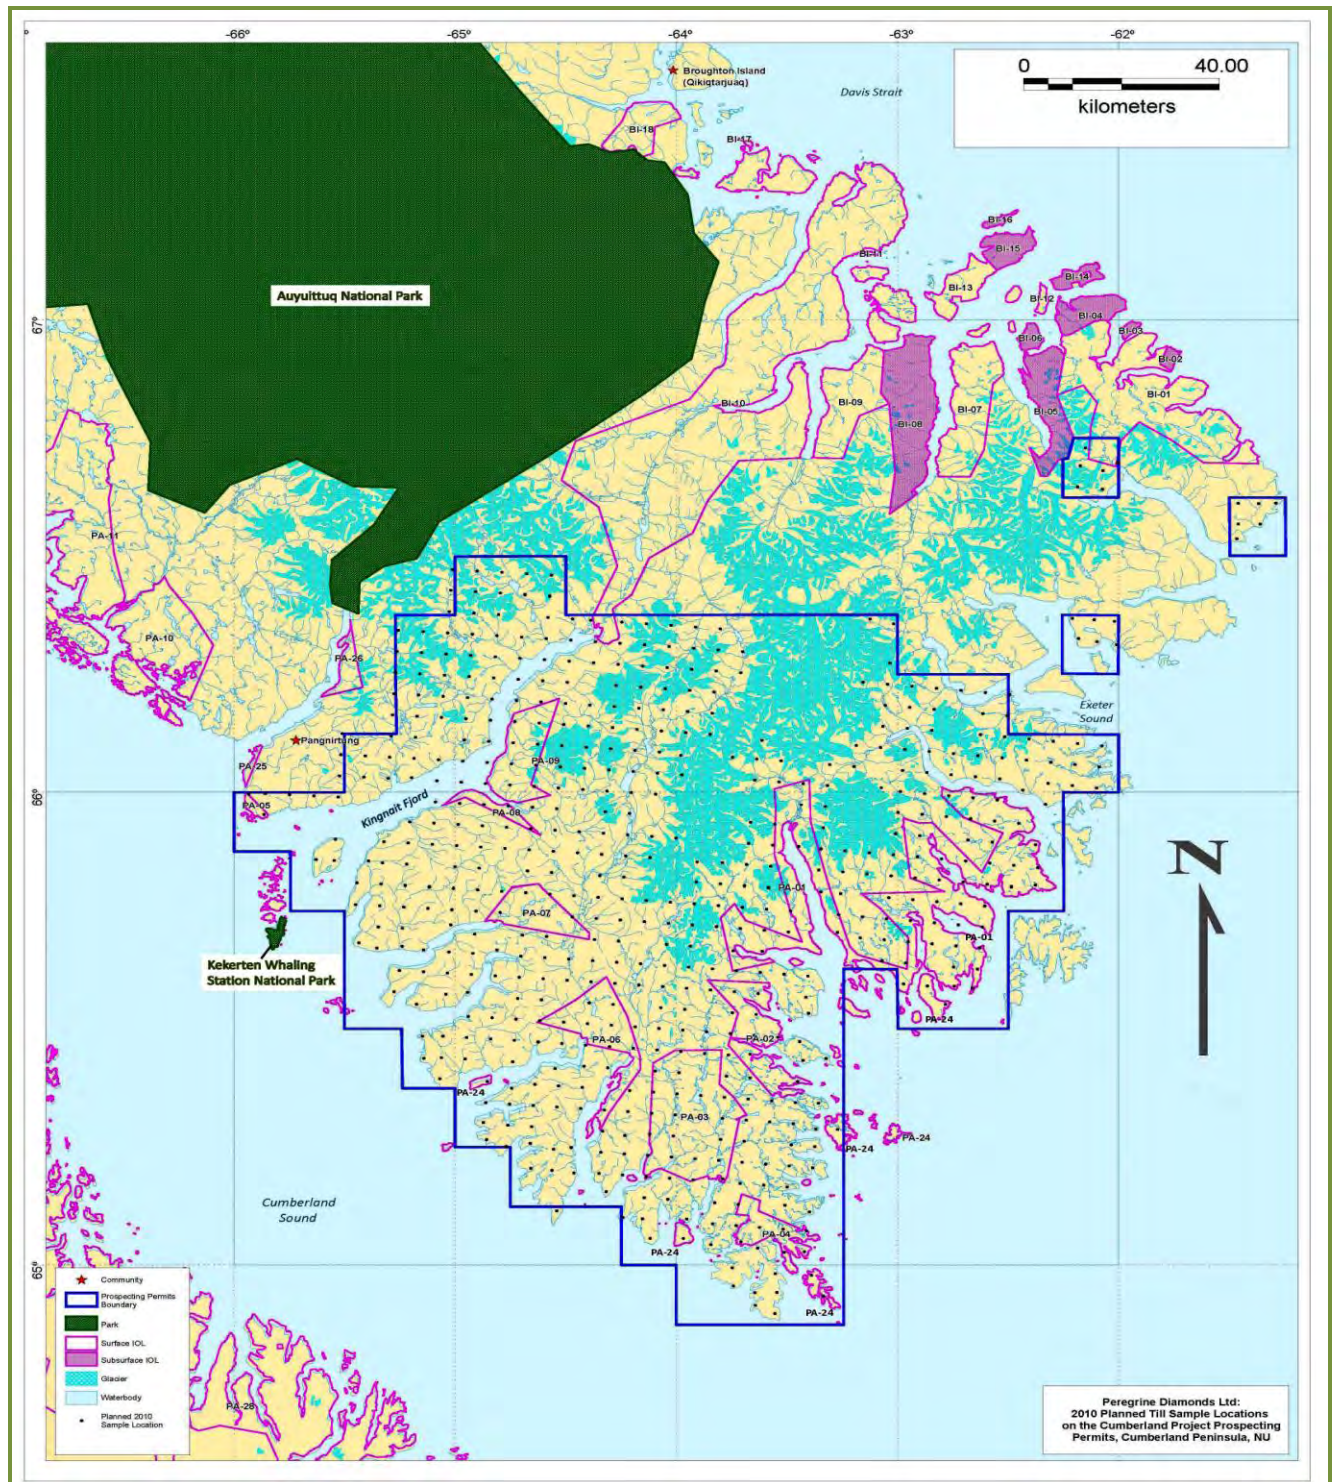 -66°
-65°
-64°
-63°
-62°
0
40.00
kilometers
Broughton Island
(Qikiqtarjuaq)
Davis Strait
BI-18
BI-17
BI-16
BI-11
BI-15
BI-14
BI-13
BI-12
Auyuittuq National Park
67°
BI-04
BI-03
BI-06
BI-02
BI-10
BI-09
BI-07
BI-05
BI-01
BI-08
PA-11
PA-10
PA-26
Exeter
Sound
Pangnirtung
PA-25
PA-09
66°
PA-05
Kingnait Fjord
PA-08
N
PA-01
PA-07
PA-01
Kekerten Whaling
Station National Park
PA-24
PA-06
PA-02
PA-24
PA-03
PA-24
PA-24
Cumberland
Sound
PA-04
PA-24
65°
PA-24
Community
Prospecting Permits
Boundary
Park
Surface IOL
Subsurface IOL
Glacier
Waterbody
Planned 2010
Sample Location
PA-28
Peregrine Diamonds Ltd:
2010 Planned Till Sample Locations
on the Cumberland Project Prospecting
Permits, Cumberland Peninsula, NU